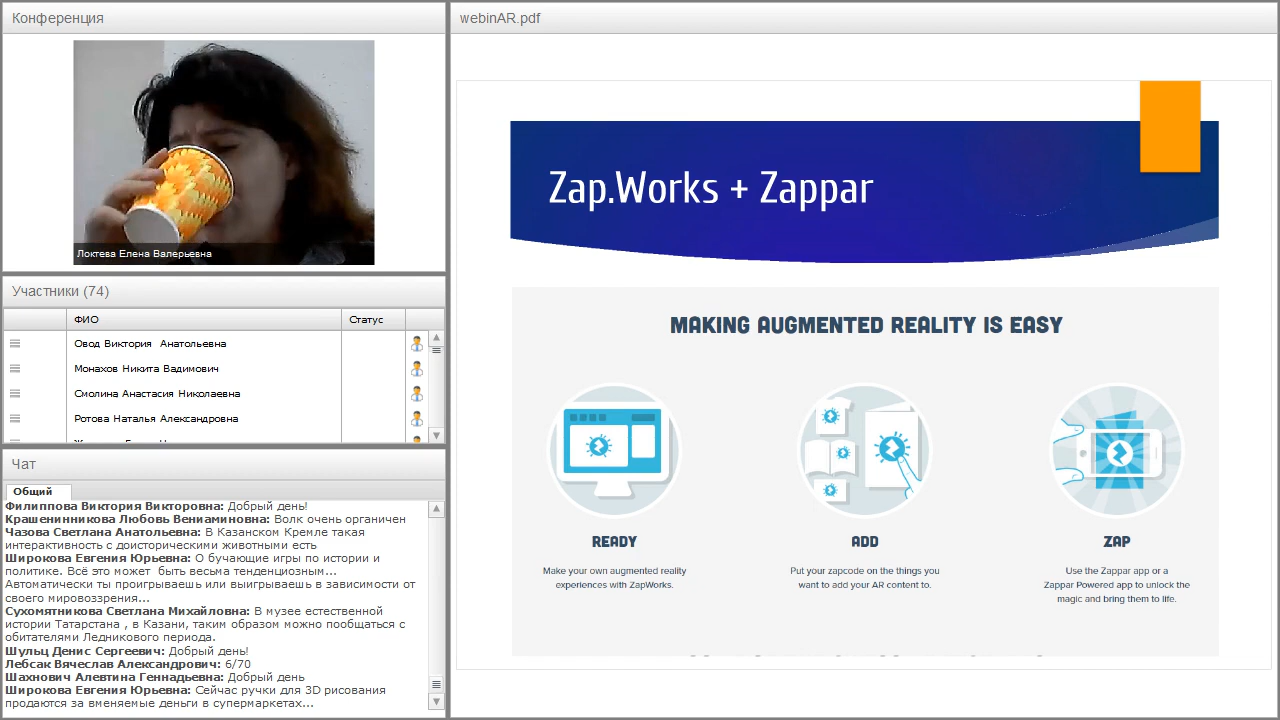 Конференция
Локтева Елена Валерьевна
Участники (74)
ФИО
Статус
Овод Виктория Анатольевна
Монахов Никита Вадимович
Смолина Анастасия Николаевна
Ротова Наталья Александровна
Чат
Общий
Филиппова Виктория Викторовна: Добрый день!
Крашенинникова Любовь Вениаминовна: Волк очень органичен
Чазова Светлана Анатольевна: В Казанском Кремле такая
интерактивность с доисторическими животными есть
Широкова Евгения Юрьевна: О бучающие игры по истории и
политике. Всё это может быть весьма тенденциозным...
Автоматически ты проигрываешь или выигрываешь в зависимости от
своего мировоззрения...
Сухомятникова Светлана Михайловна: В музее естественной
истории Татарстана , в Казани, таким образом можно пообщаться с
обитателями Ледникового периода.
Шульц Денис Сергеевич: Добрый день!
Лебсак Вячеслав Александрович: 6/70
Шахнович Алевтина Геннадьевна: Добрый день
Широкова Евгения Юрьевна: Сейчас ручки для 3D рисования
продаются за вменяемые деньги в супермаркетах...
webinAR.pdf
Zap.Works + Zappar
MAKING AUGMENTED REALITY IS EASY
READY
Make your own augmented reality
experiences with ZapWorks.
ADD
Put your zapcode on the things you
want to add your AR content to.
ZAP
Use the Zappar app or a
Zappar Powered app to unlock the
magic and bring them to life.